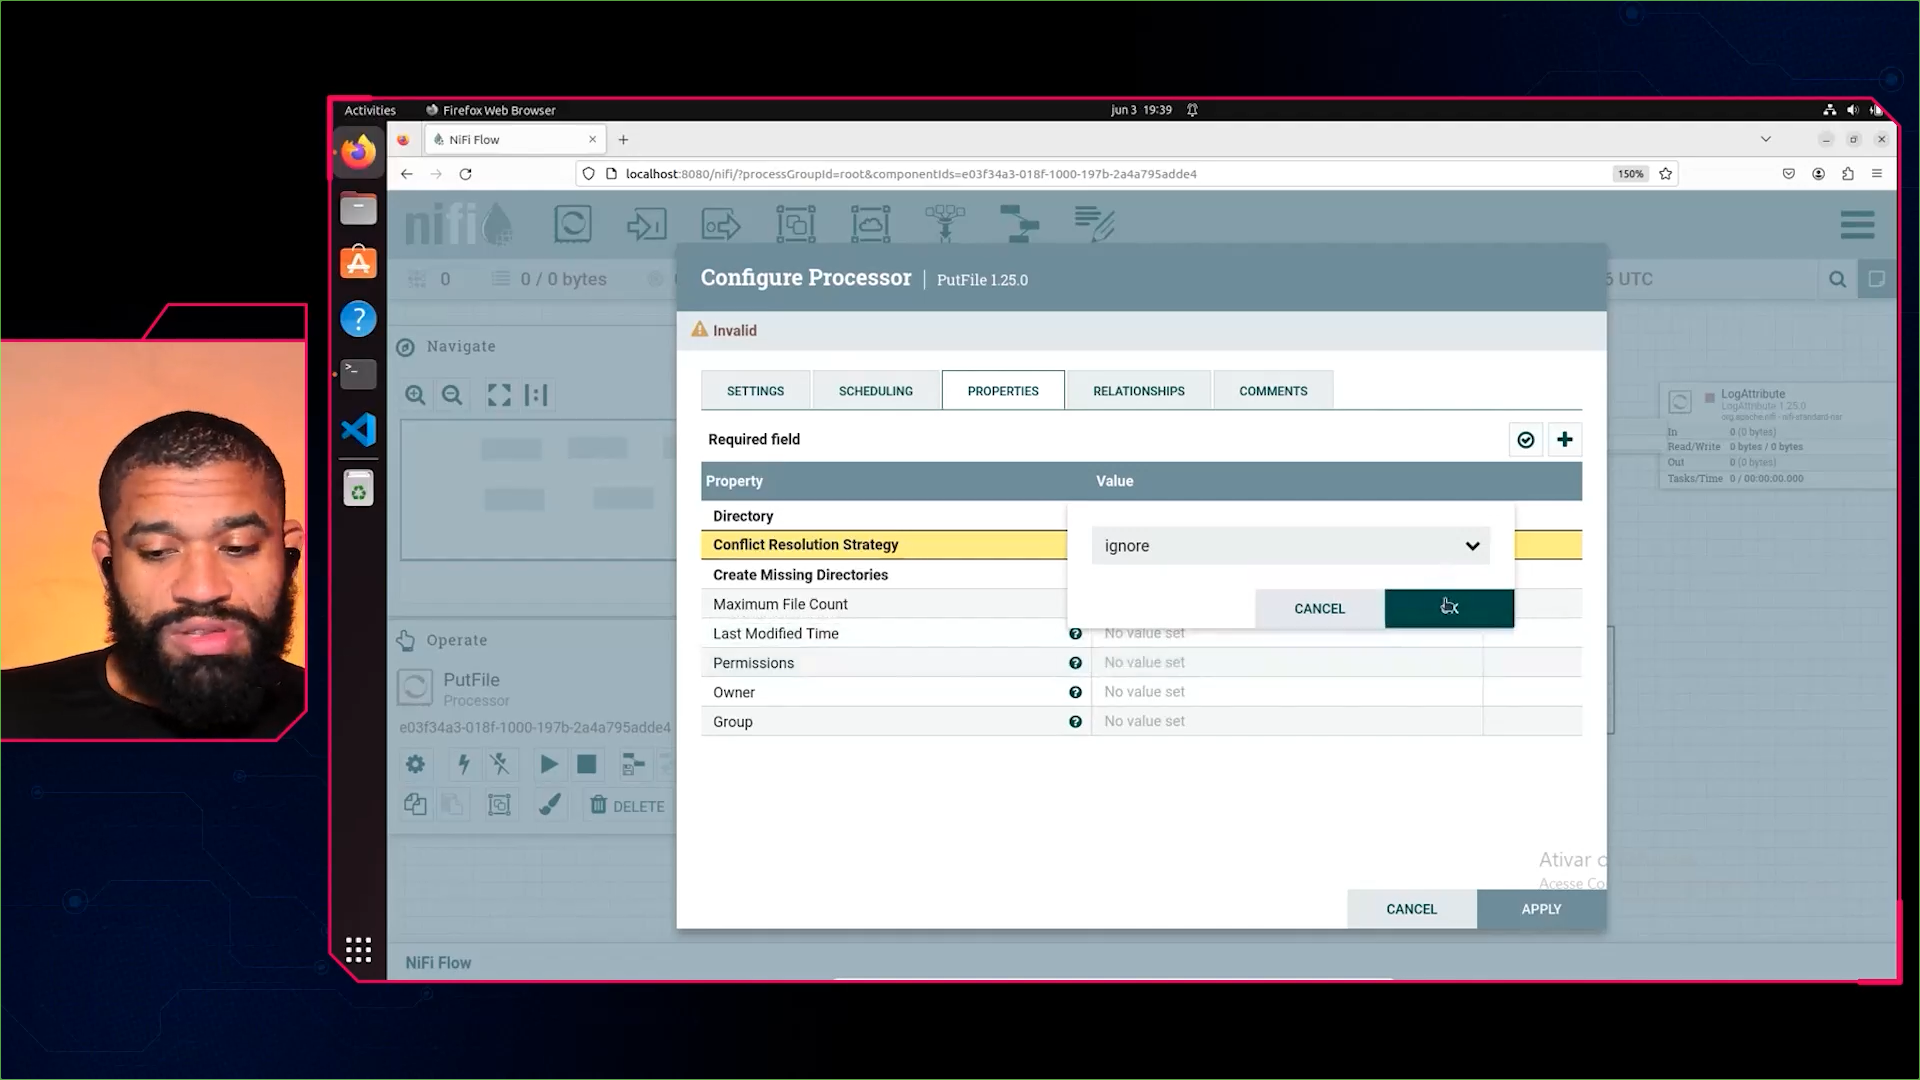 Activities
Firefox Web Browser
jun 3 19:39
NiFi Flow
localhost:8080/nifi/?processGroupId=root&componentIds=e03f34a3-018f-1000-197b-2a4a795adde4
150%
nifi
0
0 / 0 bytes
UTC
Configure Processor
PutFile 1.25.0
Invalid
SETTINGS
SCHEDULING
PROPERTIES
RELATIONSHIPS
COMMENTS
Required field
Property
Value
Directory
Conflict Resolution Strategy
ignore
Create Missing Directories
Maximum File Count
CANCEL
Last Modified Time
No value set
Permissions
No value set
Owner
No value set
Group
No value set
CANCEL
APPLY
Navigate
Operate
PutFile
Processor
e03f34a3-018f-1000-197b-2a4a795adde4
DELETE
LogAttribute
LogAttribute 1.25.0
org.apache.nifi - nifi-standard-nar
In
0 (0 bytes)
Read/Write
0 bytes / 0 bytes
Out
0 (0 bytes)
Tasks/Time
0 / 00:00:00.000
Ativar
Acesse
NiFi Flow